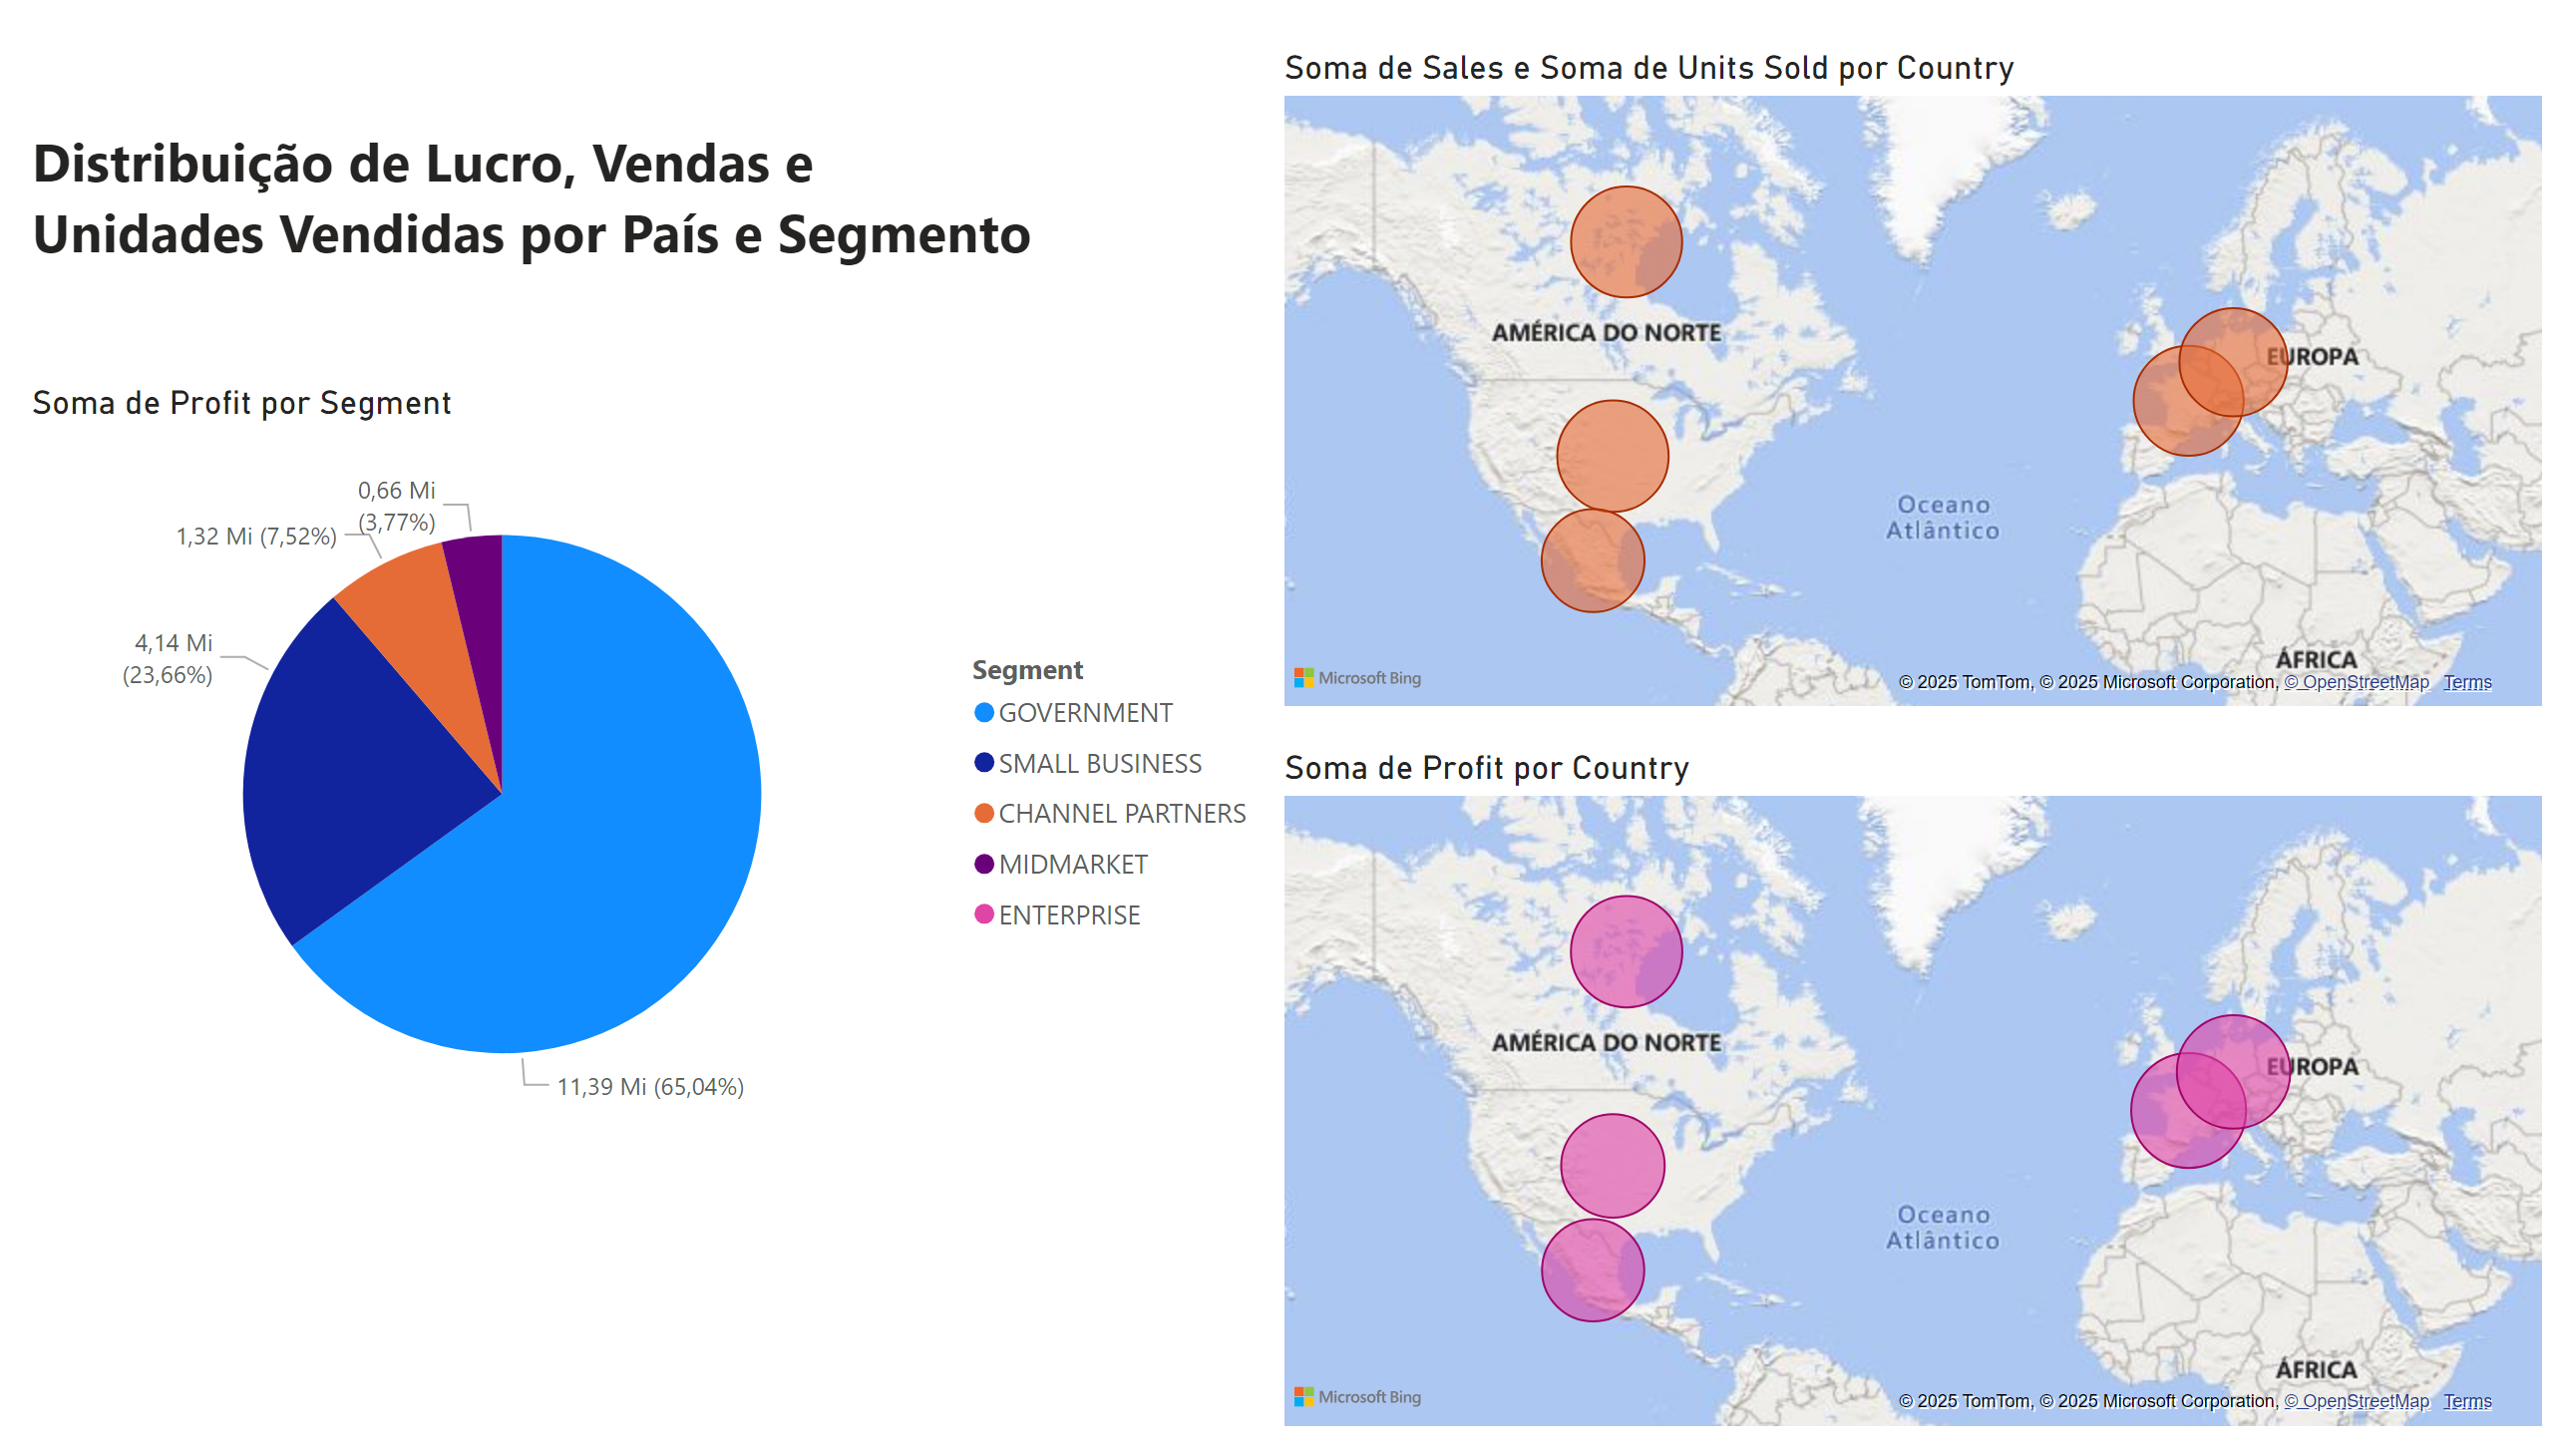 Distribuição de Lucro, Vendas e
Unidades Vendidas por País e Segmento
Soma de Profit por Segment
0,66 Mi
(3,77%)
1,32 Mi (7,52%)
4,14 Mi
(23,66%)
11,39 Mi (65,04%)
Segment
GOVERNMENT
SMALL BUSINESS
CHANNEL PARTNERS
MIDMARKET
ENTERPRISE
Soma de Sales e Soma de Units Sold por Country
AMÉRICA DO NORTE
EUROPA
Oceano
Atlântico
ÁFRICA
Microsoft Bing
© 2025 TomTom, © 2025 Microsoft Corporation, © OpenStreetMap Terms
Soma de Profit por Country
AMÉRICA DO NORTE
EUROPA
Oceano
Atlântico
ÁFRICA
Microsoft Bing
© 2025 TomTom, © 2025 Microsoft Corporation, © OpenStreetMap Terms